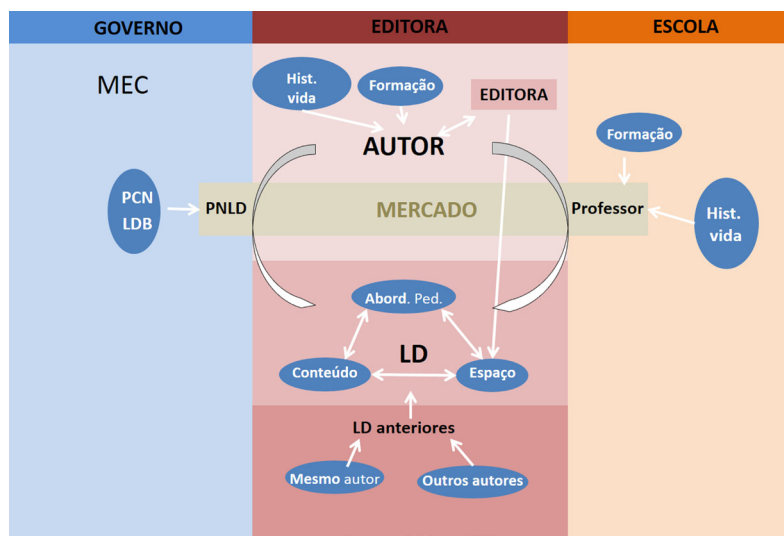 GOVERNO
EDITORA
ESCOLA
MEC
Hist.
vida
Formação
EDITORA
AUTOR
Formação
PCN
LDB
PNLD
MERCADO
Professor
Hist.
vida
Abord. Ped.
LD
Conteúdo
Espaço
LD anteriores
Mesmo autor
Outros autores